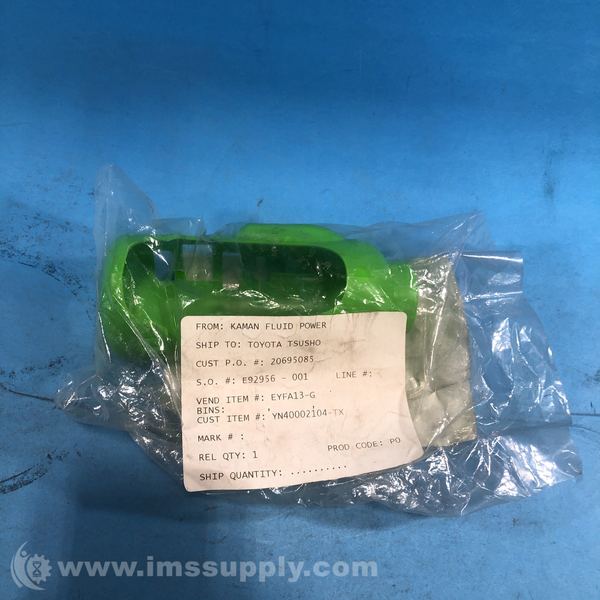 FROM: KAMAN FLUID POWER
SHIP TO: TOYOTA TSUSHO
CUST P.O. #: 20695085
S.O. #: E92956 - 001 LINE #:
VEND ITEM #: EYFA13-G
BINS:
CUST ITEM #: YN40002104-TX
MARK # :
REL QTY: 1 PROD CODE: PO
SHIP QUANTITY: ..........
www.imssupply.com